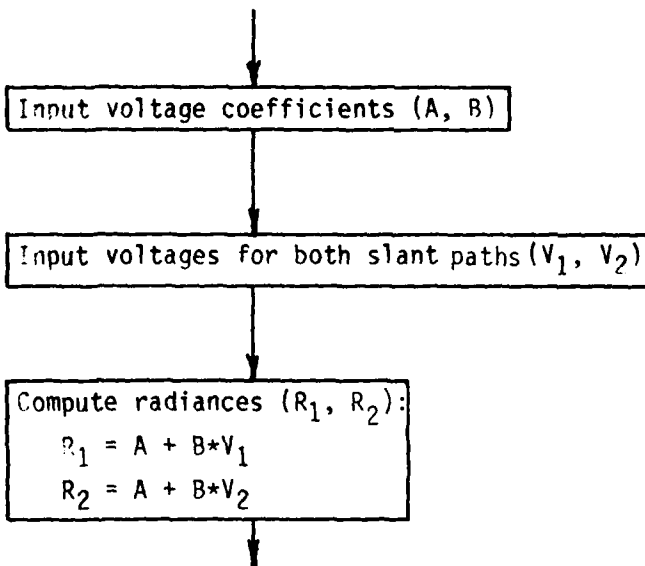 Input voltage coefficients (A, B)
Input voltages for both slant paths (V₁, V₂)
Compute radiances (R₁, R₂):
R₁ = A + B*V₁
R₂ = A + B*V₂